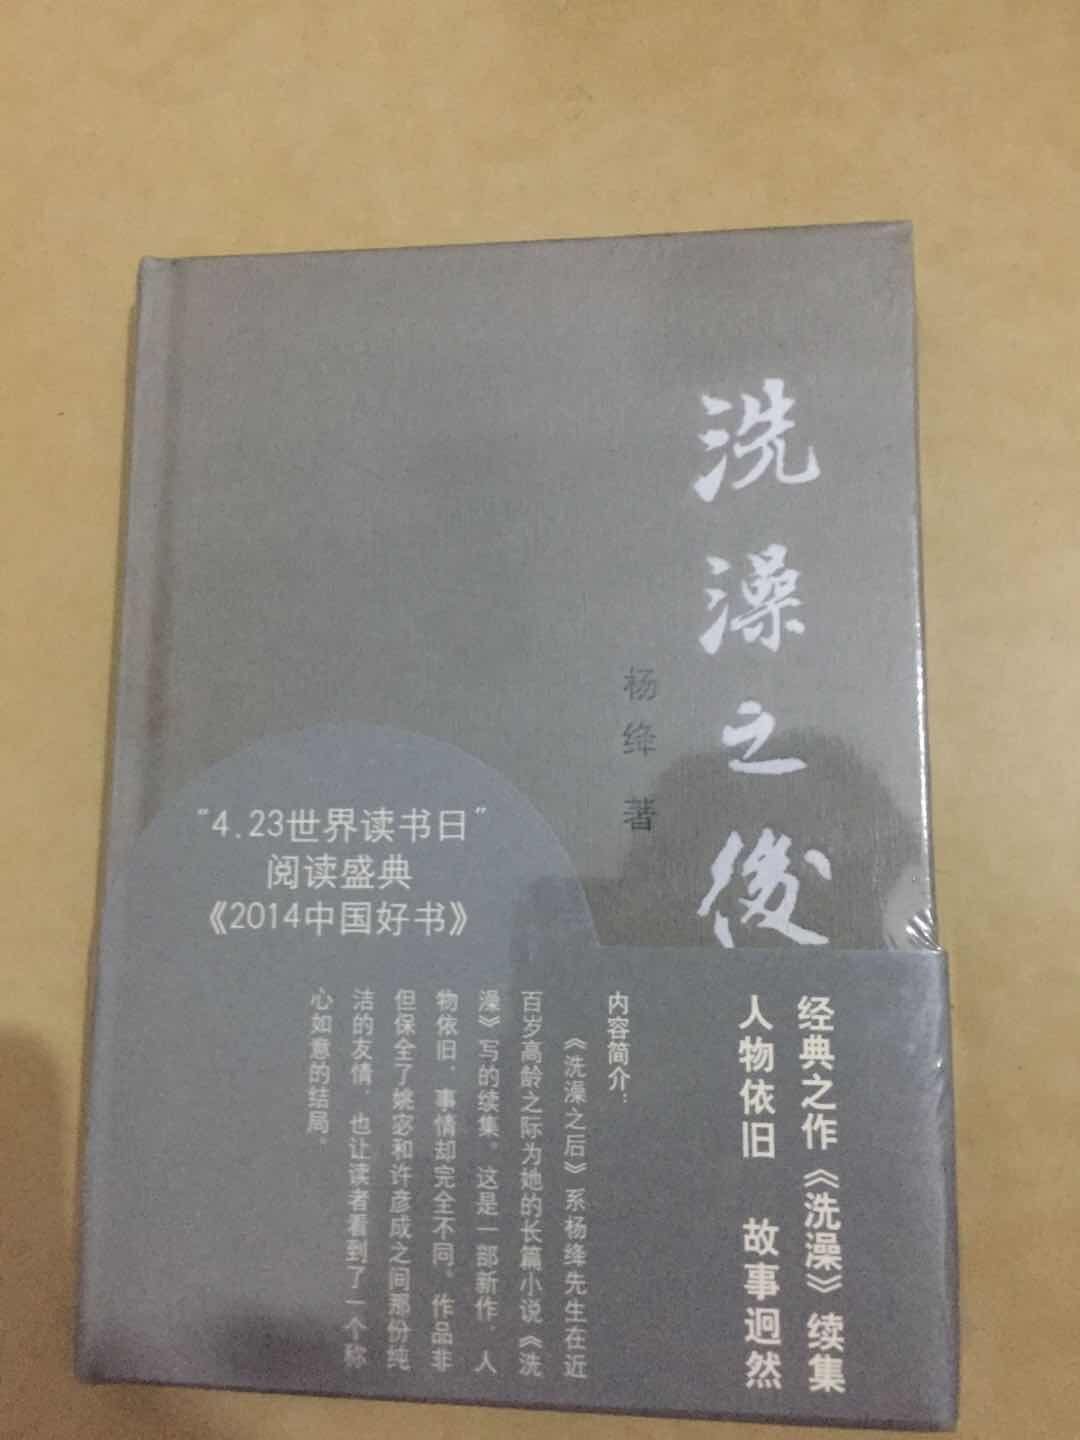 洗澡之後
杨绛 著
"4.23世界读书日"
阅读盛典
《2014中国好书》
经典之作《洗澡》续集
人物依� 故事迥然
内容简介：
《洗澡之后》系杨绛先生在近
百岁高龄之际为她的长篇小说《洗
澡》写的续集。这是一部新作，人
物依旧，事情却完全不同。作品非
但保全了姚宓和许彦成之间那份纯
洁的友情，也让读者看到了一个称
心如意的结局。